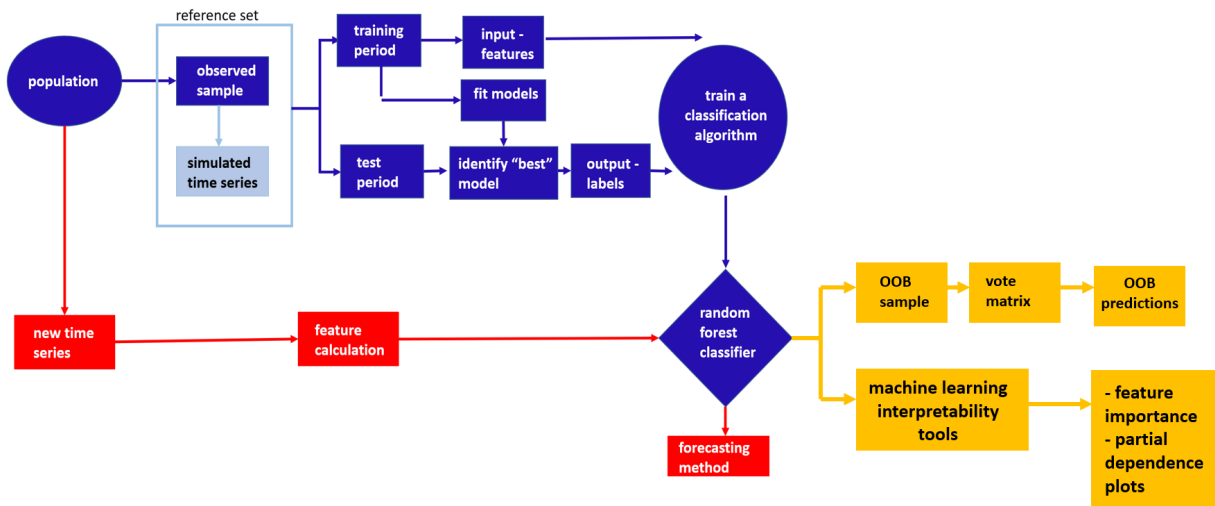 reference set
population
observed
sample
simulated
time series
training
period
input -
features
fit models
test
period
identify “best”
model
output -
labels
train a
classification
algorithm
new time
series
feature
calculation
random
forest
classifier
forecasting
method
OOB
sample
vote
matrix
OOB
predictions
machine learning
interpretability
tools
- feature
importance
- partial
dependence
plots